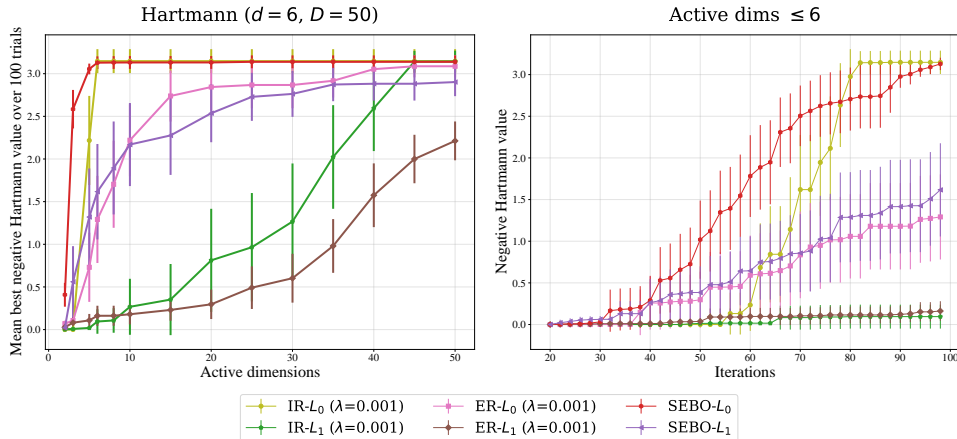 Hartmann (d = 6, D = 50)
Mean best negative Hartmann value over 100 trials
3.0
2.5
2.0
1.5
1.0
0.5
0.0
0 10 20 30 40 50
Active dimensions
Active dims ≤6
Negative Hartmann value
3.0
2.5
2.0
1.5
1.0
0.5
0.0
20 30 40 50 60 70 80 90 100
Iterations
IR-L₀ (λ=0.001) ER-L₀ (λ=0.001) SEBO-L₀
IR-L₁ (λ=0.001) ER-L₁ (λ=0.001) SEBO-L₁